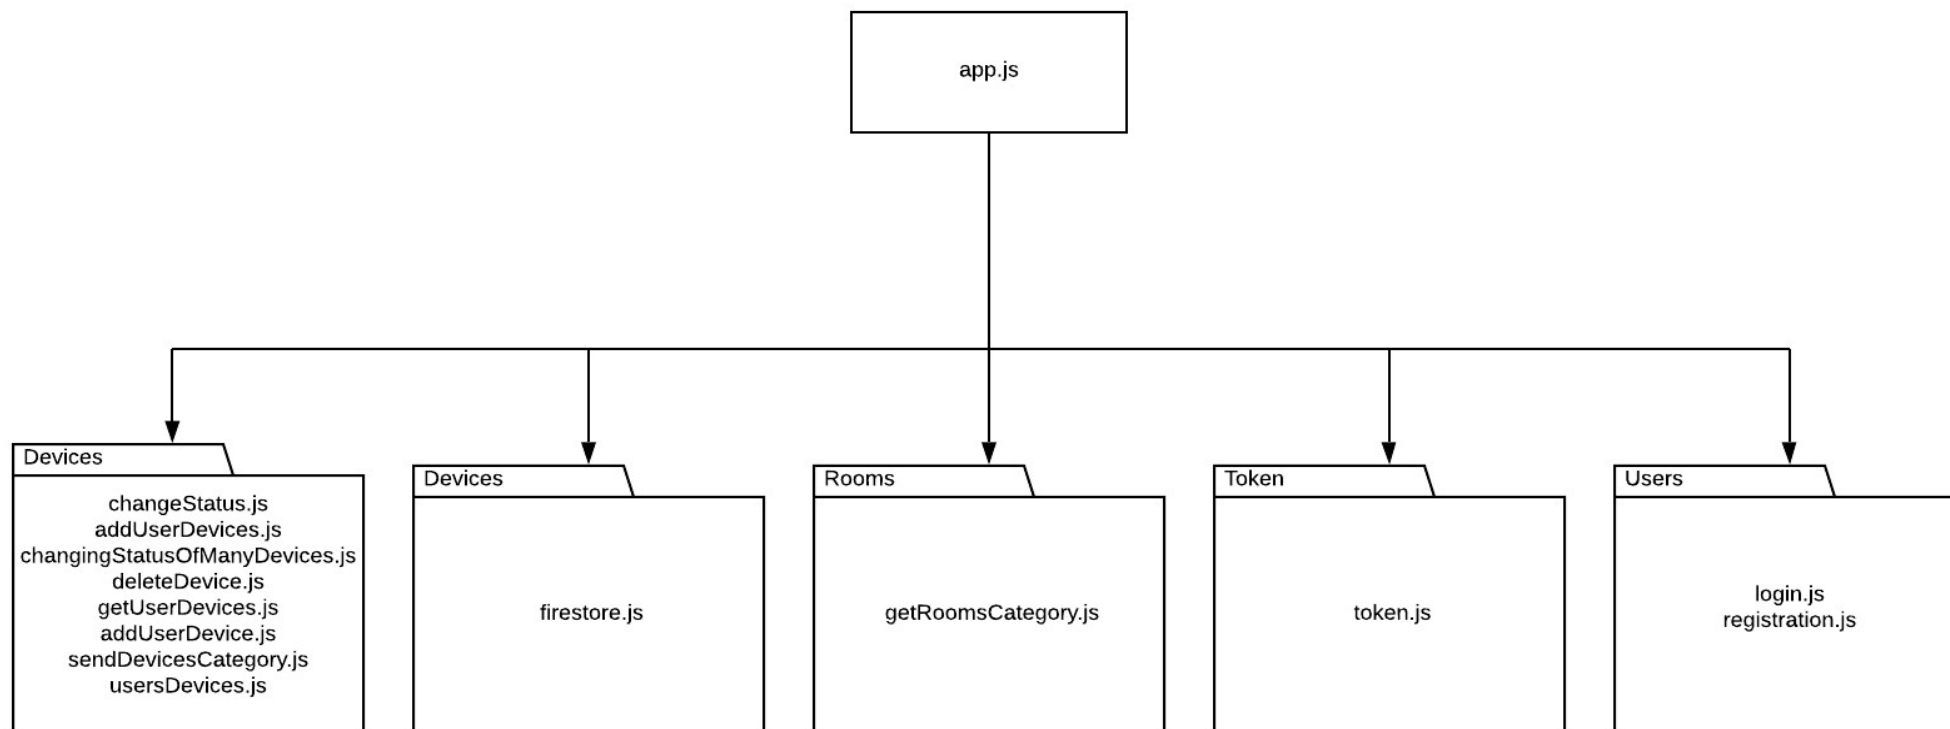 app.js
Devices
changeStatus.js
addUserDevices.js
changingStatusOfManyDevices.js
deleteDevice.js
getUserDevices.js
addUserDevice.js
sendDevicesCategory.js
usersDevices.js
Devices
firestore.js
Rooms
getRoomsCategory.js
Token
token.js
Users
login.js
registration.js